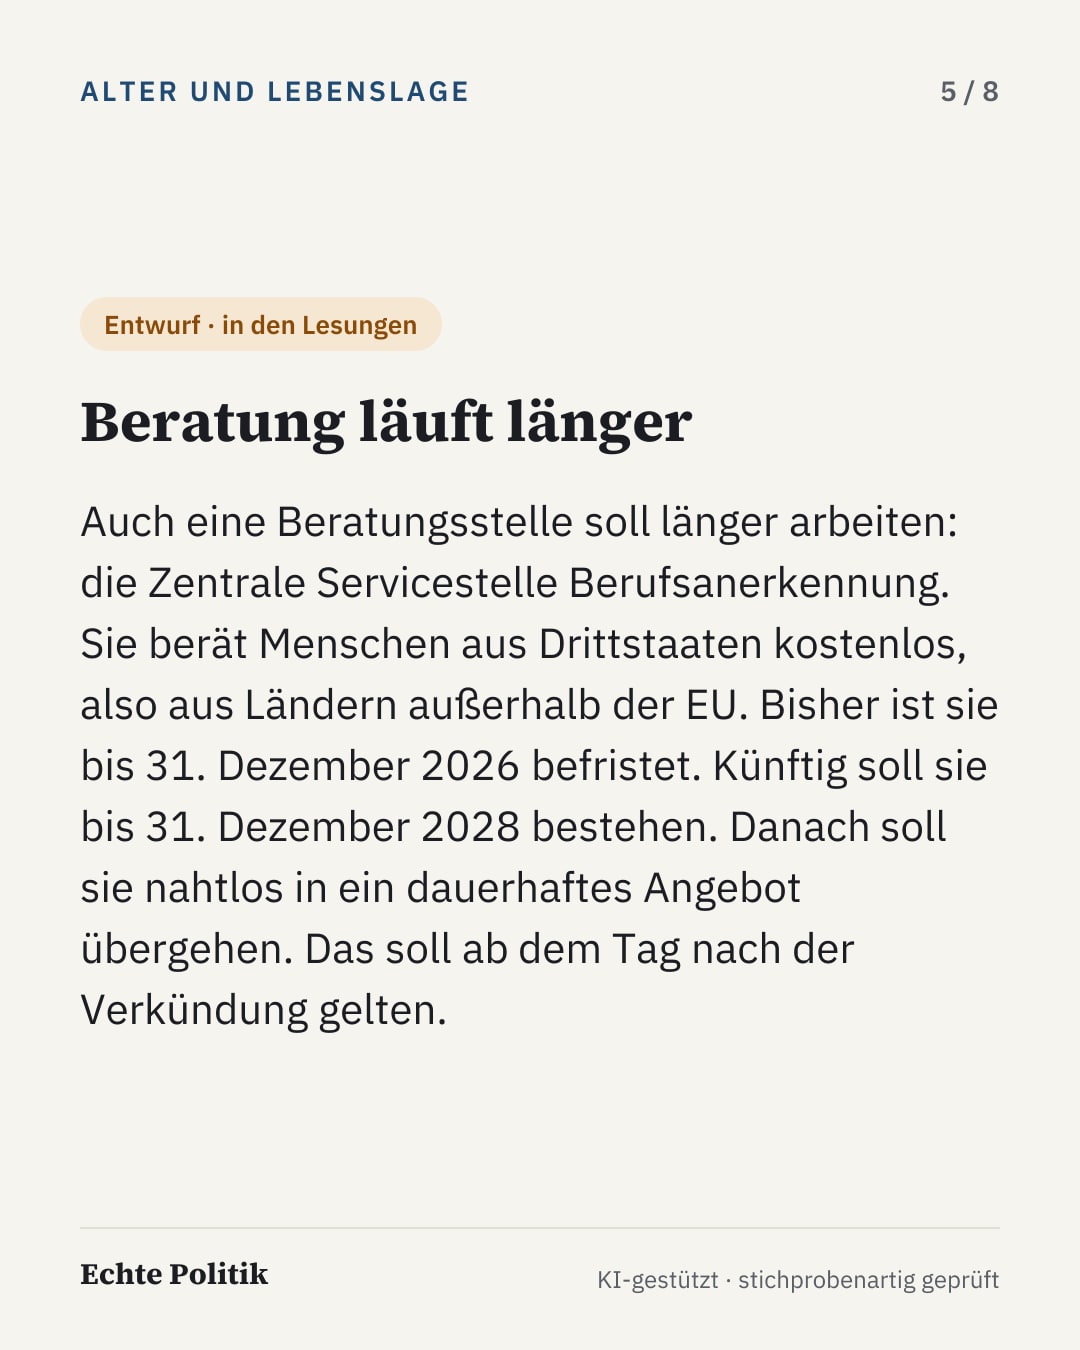 ALTER UND LEBENSLAGE
5 / 8
Entwurf · in den Lesungen
Beratung läuft länger
Auch eine Beratungsstelle soll länger arbeiten:
die Zentrale Servicestelle Berufsanerkennung.
Sie berät Menschen aus Drittstaaten kostenlos,
also aus Ländern außerhalb der EU. Bisher ist sie
bis 31. Dezember 2026 befristet. Künftig soll sie
bis 31. Dezember 2028 bestehen. Danach soll
sie nahtlos in ein dauerhaftes Angebot
übergehen. Das soll ab dem Tag nach der
Verkündung gelten.
Echte Politik
KI-gestützt · stichprobenartig geprüft